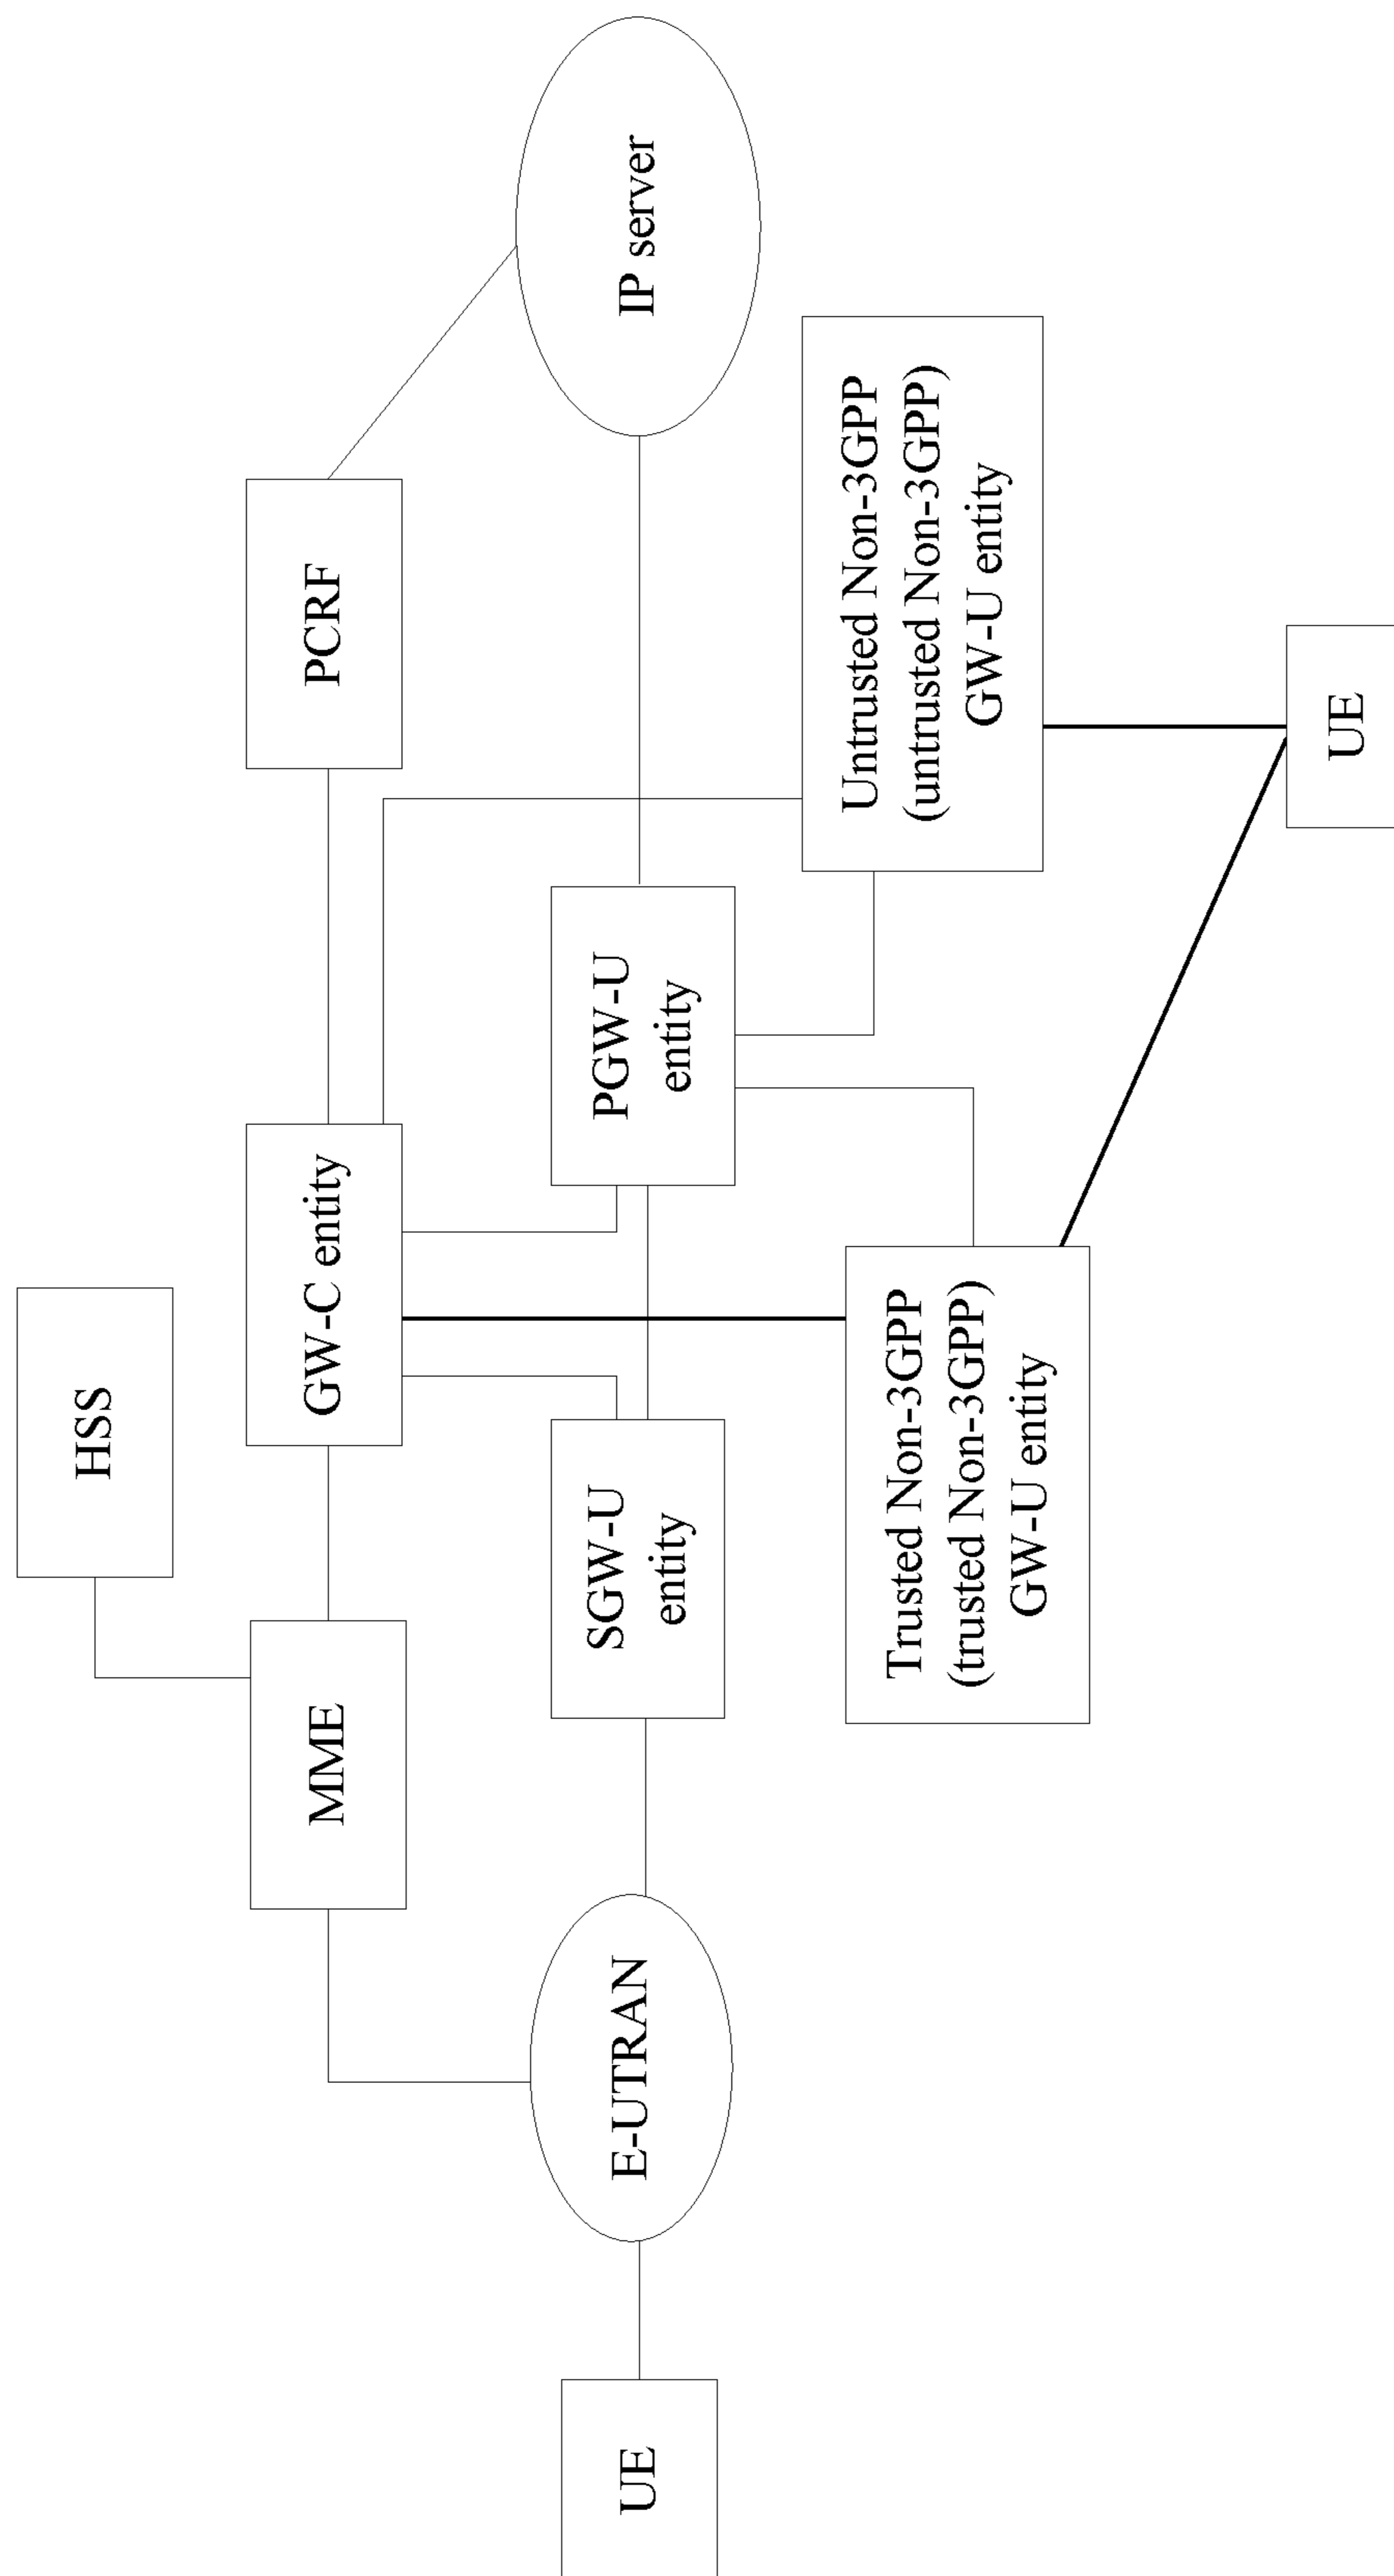 HSS
MME
GW-C entity
PCRF
UE
E-UTRAN
SGW-U
entity
PGW-U
entity
IP server
Trusted Non-3GPP
(trusted Non-3GPP)
GW-U entity
Untrusted Non-3GPP
(untrusted Non-3GPP)
GW-U entity
UE